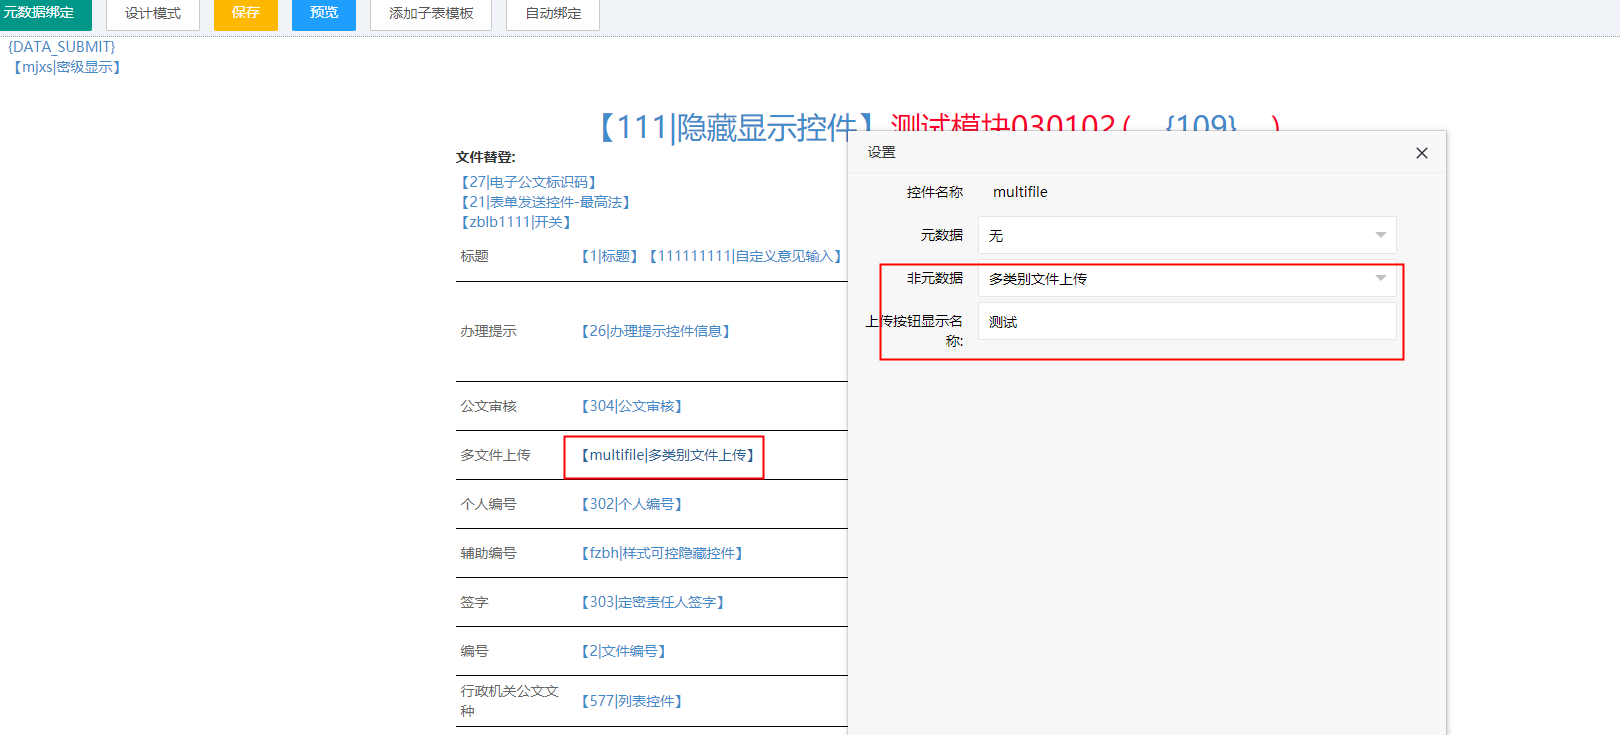 元数据绑定 设计模式 保存 预览 添加子表模板 自动绑定
{DATA_SUBMIT}
【mjxs|密级显示】
【111|隐藏显示控件】测试模块030102( {109} )
文件督登:
【27|电子公文标识码】
【21|表单发送控件-最高法】
【zblb1111|开关】
标题 【1|标题】【111111111|自定义意见输入】
办理提示 【26|办理提示控件信息】
公文审核 【304|公文审核】
多文件上传 【multifile|多类别文件上传】
个人编号 【302|个人编号】
辅助编号 【fzbh|样式可控隐藏控件】
签字 【303|定密责任人签字】
编号 【2|文件编号】
行政机关公文文
种 【577|列表控件】
设置
控件名称 multifile
元数据 无
非元数据 多类别文件上传
上传按钮显示名
称: 测试